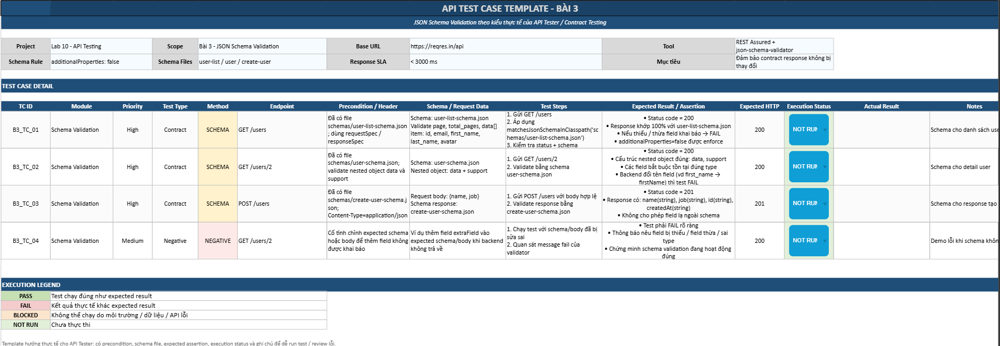 API TEST CASE TEMPLATE - BÀI 3
JSON Schema Validation theo kiểu thực tế của API Tester / Contract Testing
Project
Lab 10 - API Testing
Scope
Bài 3 - JSON Schema Validation
Base URL
https://reqres.in/api
Tool
REST Assured +
json-schema-validator
Schema Rule
additionalProperties: false
Schema Files
user-list / user / create-user
Response SLA
< 3000 ms
Mục tiêu
Đảm bảo contract response không bị
thay đổi
TEST CASE DETAIL
TC ID
Module
Priority
Test Type
Method
Endpoint
Precondition / Header
Schema / Request Data
Test Steps
Expected Result / Assertion
Expected HTTP
Execution Status
Actual Result
Notes
B3_TC_01
Schema Validation
High
Contract
SCHEMA
GET /users
Đã có file
schemas/user-list-schema.json
; dùng requestSpec /
responseSpec
Schema: user-list-schema.json
Validate page, total_pages, data[]
item: id, email, first_name,
last_name, avatar
1. Gửi GET /users
2. Áp dụng
matchesJsonSchemaInClasspath('sc
hemas/user-list-schema.json')
3. Kiểm tra status + schema
• Status code = 200
• Response khớp 100% với user-list-schema.json
• Nếu thiếu / thừa field khai báo → FAIL
• additionalProperties=false được enforce
200
NOT RUN
Schema cho danh sách use
B3_TC_02
Schema Validation
High
Contract
SCHEMA
GET /users/2
Đã có file
schemas/user-schema.json;
validate nested object data và
support
Schema: user-schema.json
Nested object: data + support
1. Gửi GET /users/2
2. Validate bằng schema
user-schema.json
• Status code = 200
• Cấu trúc nested object đúng: data, support
• Các field bắt buộc tồn tại đúng type
• Backend đổi tên field (vd first_name →
firstName) thì test FAIL
200
NOT RUN
Schema cho detail user
B3_TC_03
Schema Validation
High
Contract
SCHEMA
POST /users
Đã có file
schemas/create-user-schema.j
son;
Content-Type=application/json
Request body: {name, job}
Schema response:
create-user-schema.json
1. Gửi POST /users với body hợp lệ
2. Validate response bằng
create-user-schema.json
• Status code = 201
• Response có: name(string), job(string), id(string),
createdAt(string)
• Không cho phép field lạ ngoài schema
201
NOT RUN
Schema cho response tạo
B3_TC_04
Schema Validation
Medium
Negative
NEGATIVE
GET /users/2
Cố tình chỉnh expected schema
hoặc body để thêm field không
được khai báo
Ví dụ thêm field extraField vào
expected schema/body khi backend
không trả về
1. Chạy test với schema/body đã bị
sửa sai
2. Quan sát message fail của
validator
• Test phải FAIL rõ ràng
• Thông báo nêu field bị thiếu / field thừa / sai
type
• Chứng minh schema validation đang hoạt động
đúng
200
NOT RUN
Demo lỗi khi schema khôn
EXECUTION LEGEND
PASS
Test chạy đúng như expected result
FAIL
Kết quả thực tế khác expected result
BLOCKED
Không thể chạy do môi trường / dữ liệu / API lỗi
NOT RUN
Chưa thực thi
Template hướng thực tế cho API Tester: có precondition, schema file, expected assertion, execution status và ghi chú để dễ run test / review lỗi.